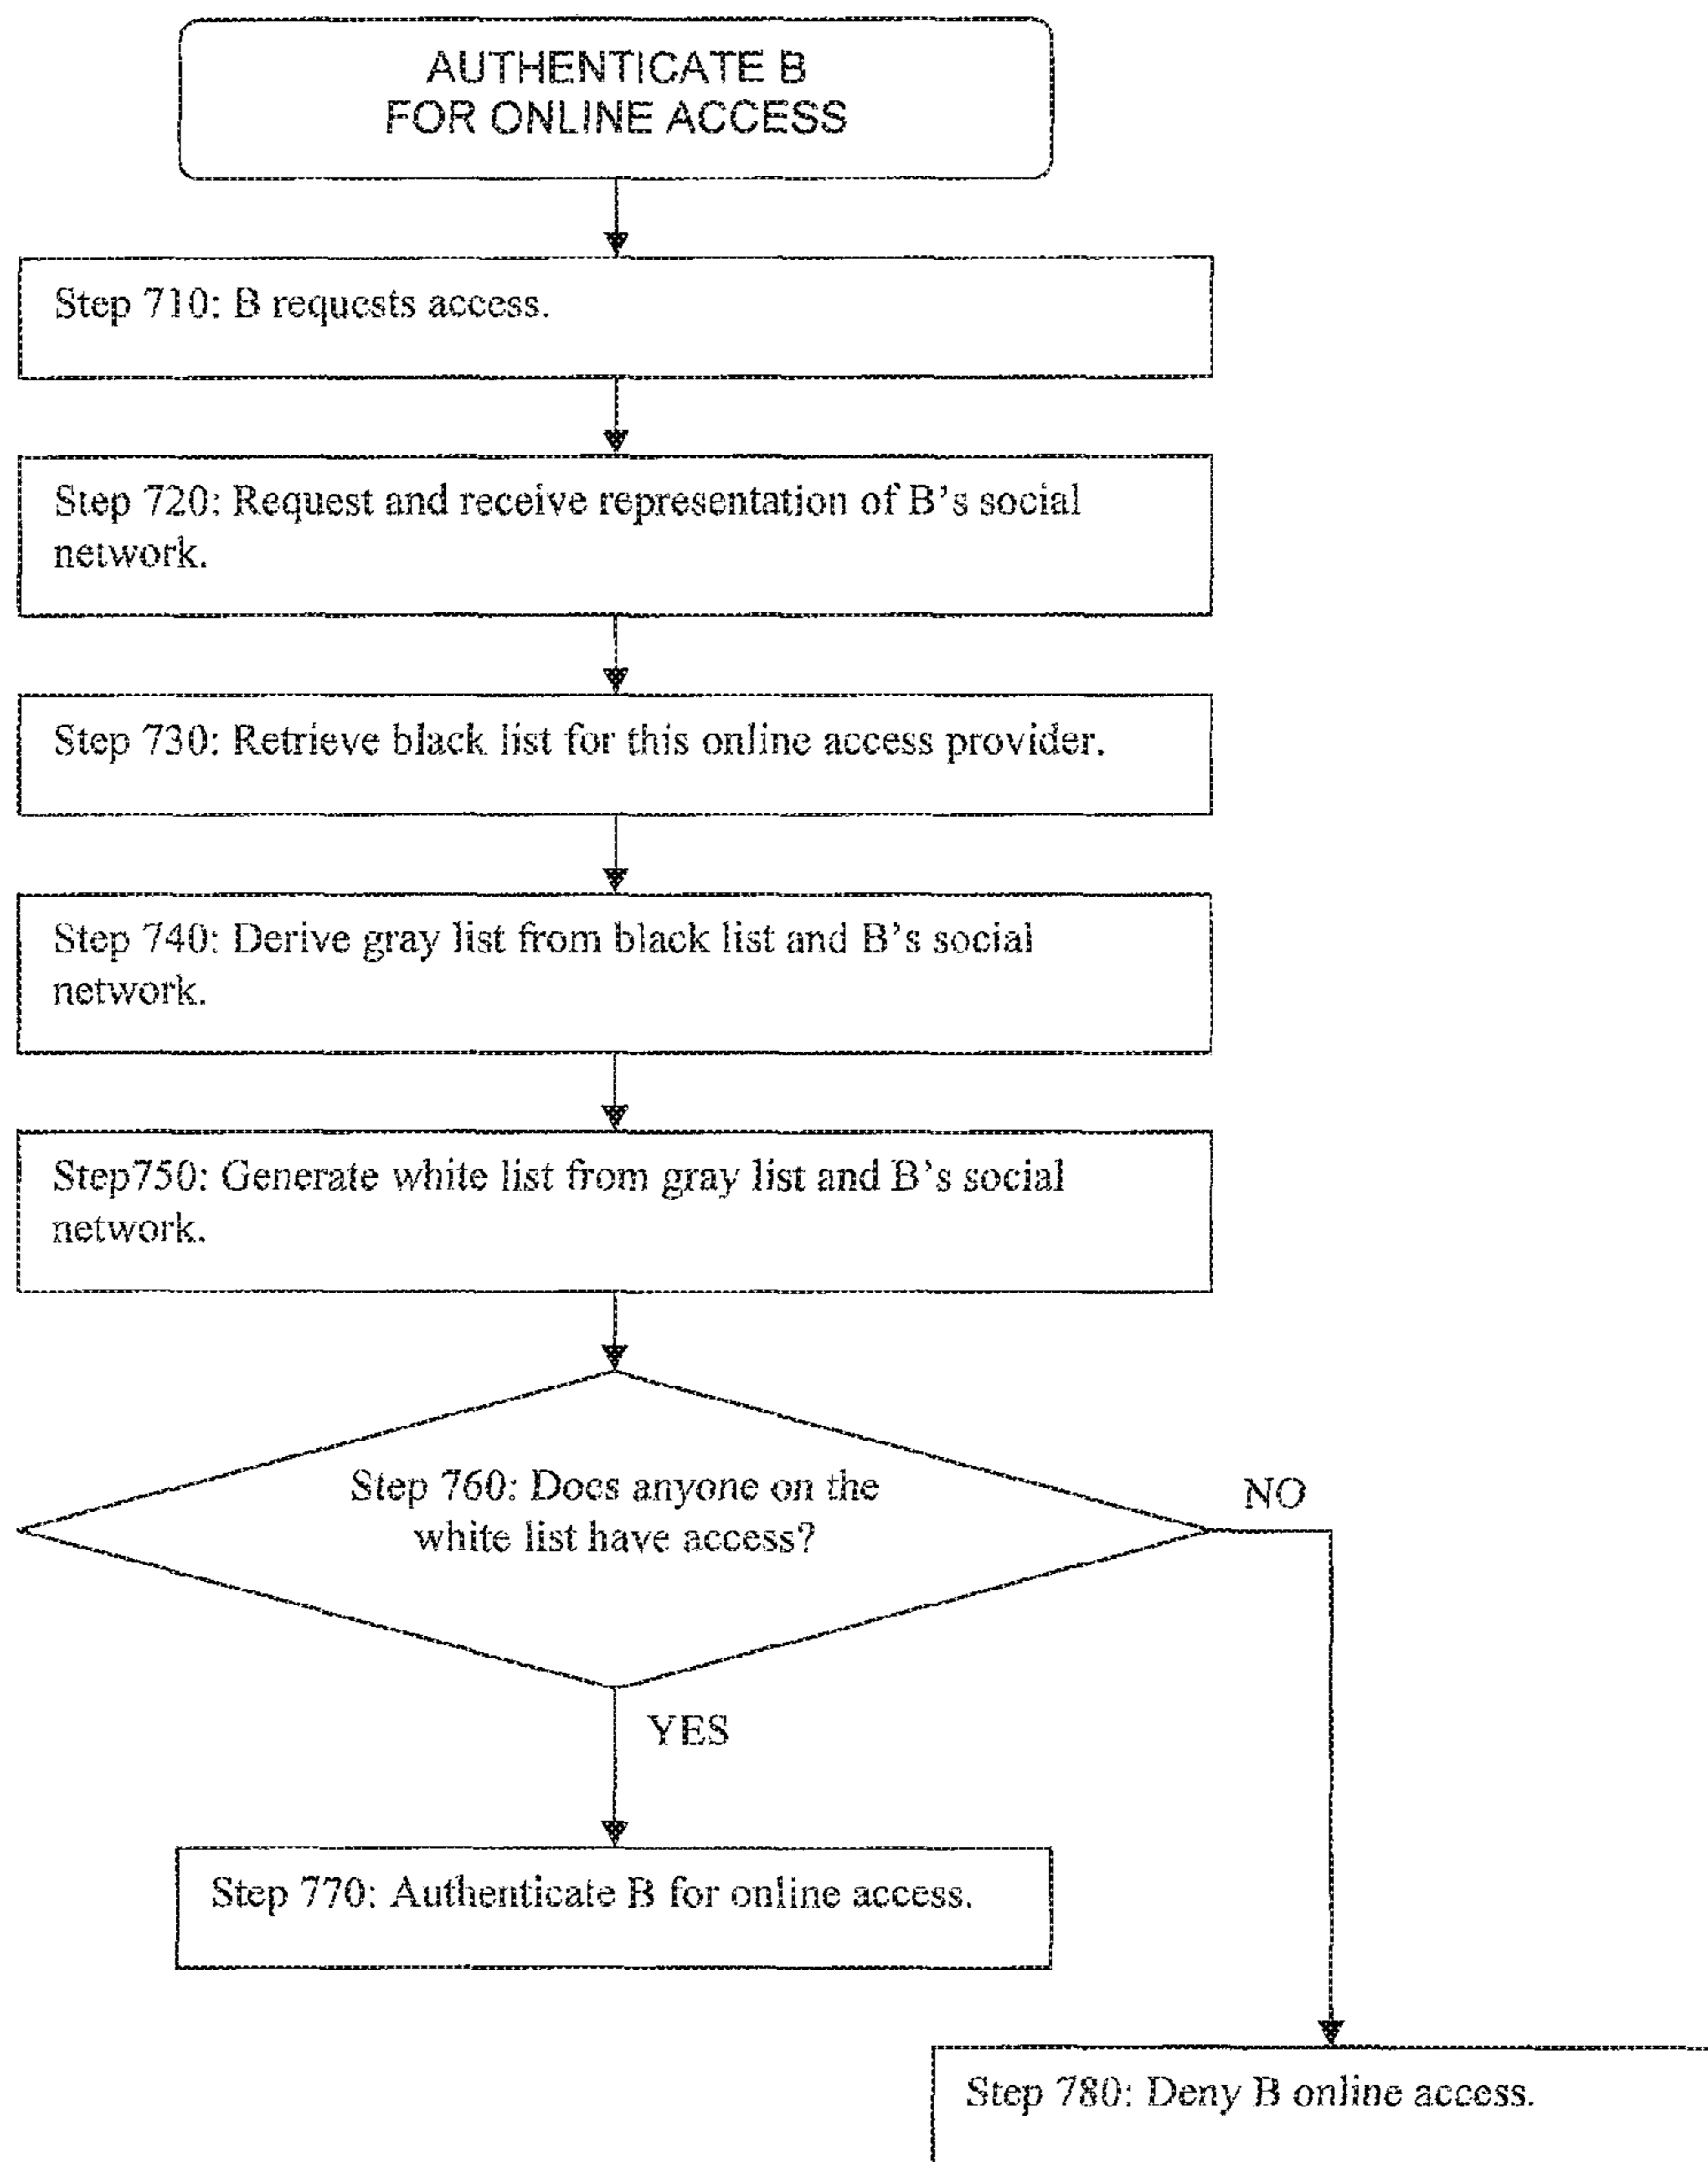 AUTHENTICATE B
FOR ONLINE ACCESS
Step 710: B requests access.
Step 720: Request and receive representation of B's social
network.
Step 730: Retrieve black list for this online access provider.
Step 740: Derive gray list from black list and B's social
network.
Step750: Generate white list from gray list and B's social
network.
Step 760: Does anyone on the
white list have access?
NO
YES
Step 770: Authenticate B for online access.
Step 780: Deny B online access.